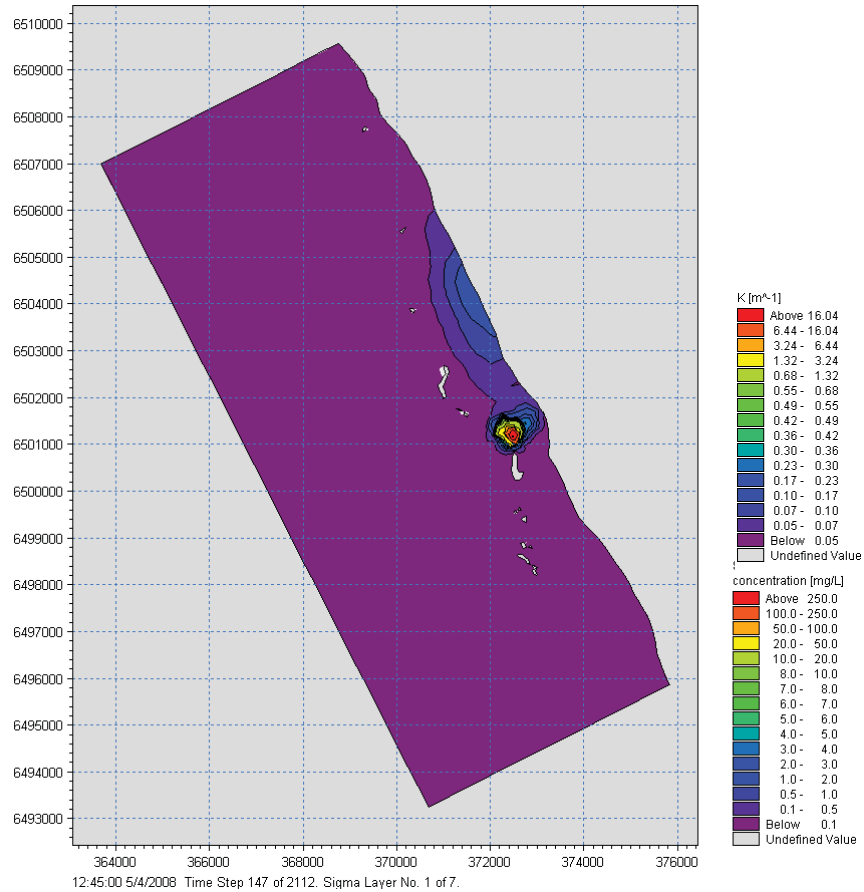 6510000
6509000
6508000
6507000
6506000
6505000
6504000
6503000
6502000
6501000
6500000
6499000
6498000
6497000
6496000
6495000
6494000
6493000
364000 366000 368000 370000 372000 374000 376000
12:45:00 5/4/2008 Time Step 147 of 2112. Sigma Layer No. 1 of 7.
K [m^-1]
Above 16.04
6.44 - 16.04
3.24 - 6.44
1.32 - 3.24
0.68 - 1.32
0.55 - 0.68
0.49 - 0.55
0.42 - 0.49
0.36 - 0.42
0.30 - 0.36
0.23 - 0.30
0.17 - 0.23
0.10 - 0.17
0.07 - 0.10
0.05 - 0.07
Below 0.05
Undefined Value
concentration [mg/L]
Above 250.0
100.0 - 250.0
50.0 - 100.0
20.0 - 50.0
10.0 - 20.0
8.0 - 10.0
7.0 - 8.0
6.0 - 7.0
5.0 - 6.0
4.0 - 5.0
3.0 - 4.0
2.0 - 3.0
1.0 - 2.0
0.5 - 1.0
0.1 - 0.5
Below 0.1
Undefined Value